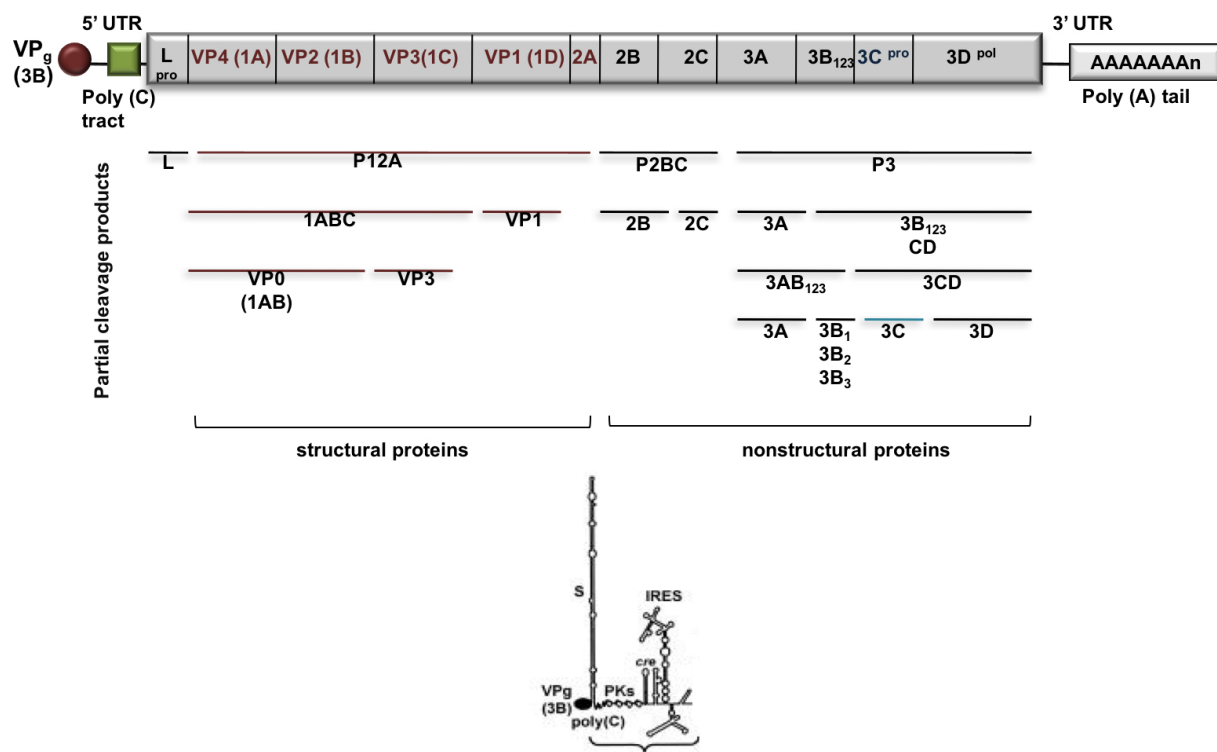 5’ UTR
3’ UTR
VPg
(3B)
L
pro
VP4 (1A)
VP2 (1B)
VP3(1C)
VP1 (1D)
2A
2B
2C
3A
3B123
3C pro
3D pol
AAAAAAAn
Poly (C)
tract
Poly (A) tail
Partial cleavage products
L
P12A
P2BC
P3
1ABC
VP1
2B
2C
3A
3B123
CD
VP0
(1AB)
VP3
3AB123
3CD
3A
3B1
3B2
3B3
3C
3D
structural proteins
nonstructural proteins
S
IRES
cre
VPg
(3B)
PKs
poly(C)